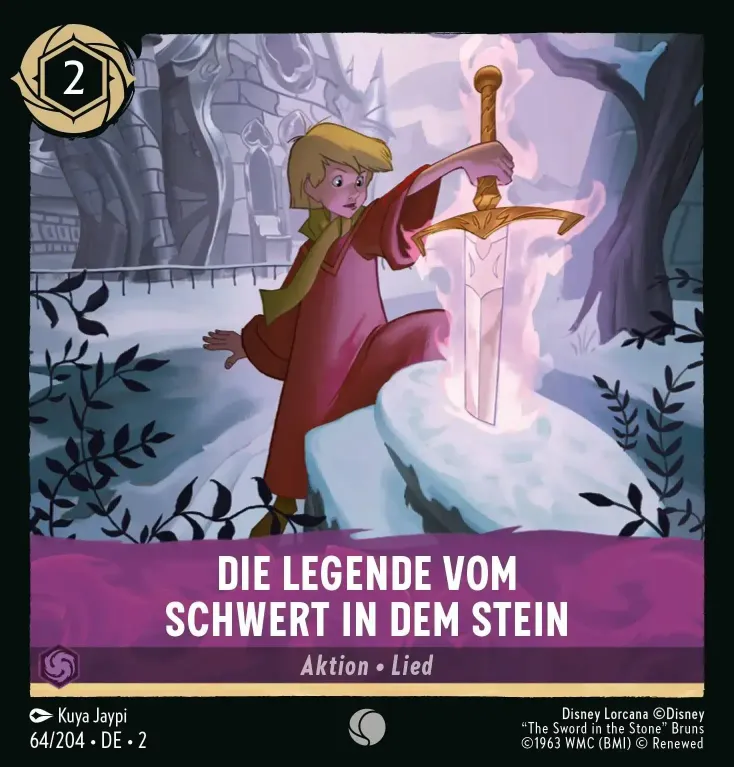 2
DIE LEGENDE VOM
SCHWERT IN DEM STEIN
Aktion • Lied
Kuya Jaypi
64/204 • DE • 2
Disney Lorcana ©Disney
“The Sword in the Stone” Bruns
©1963 WMC (BMI) © Renewed